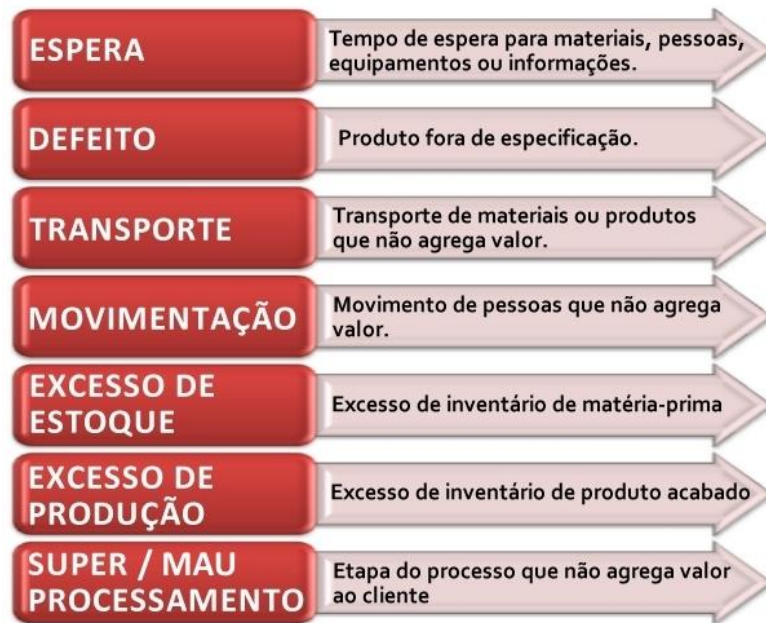 ESPERA
Tempo de espera para materiais, pessoas,
equipamentos ou informações.
DEFEITO
Produto fora de especificação.
TRANSPORTE
Transporte de materiais ou produtos
que não agrega valor.
MOVIMENTAÇÃO
Movimento de pessoas que não agrega
valor.
EXCESSO DE
ESTOQUE
Excesso de inventário de matéria-prima
EXCESSO DE
PRODUÇÃO
Excesso de inventário de produto acabado
SUPER / MAU
PROCESSAMENTO
Etapa do processo que não agrega valor
ao cliente